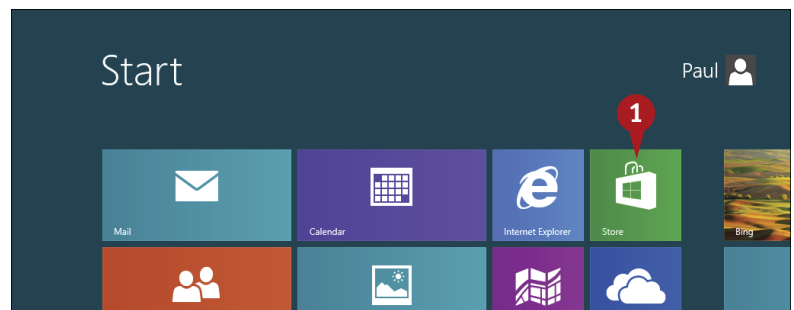 Start
Paul
1
Mail
Calendar
Internet Explorer
Store
Bing